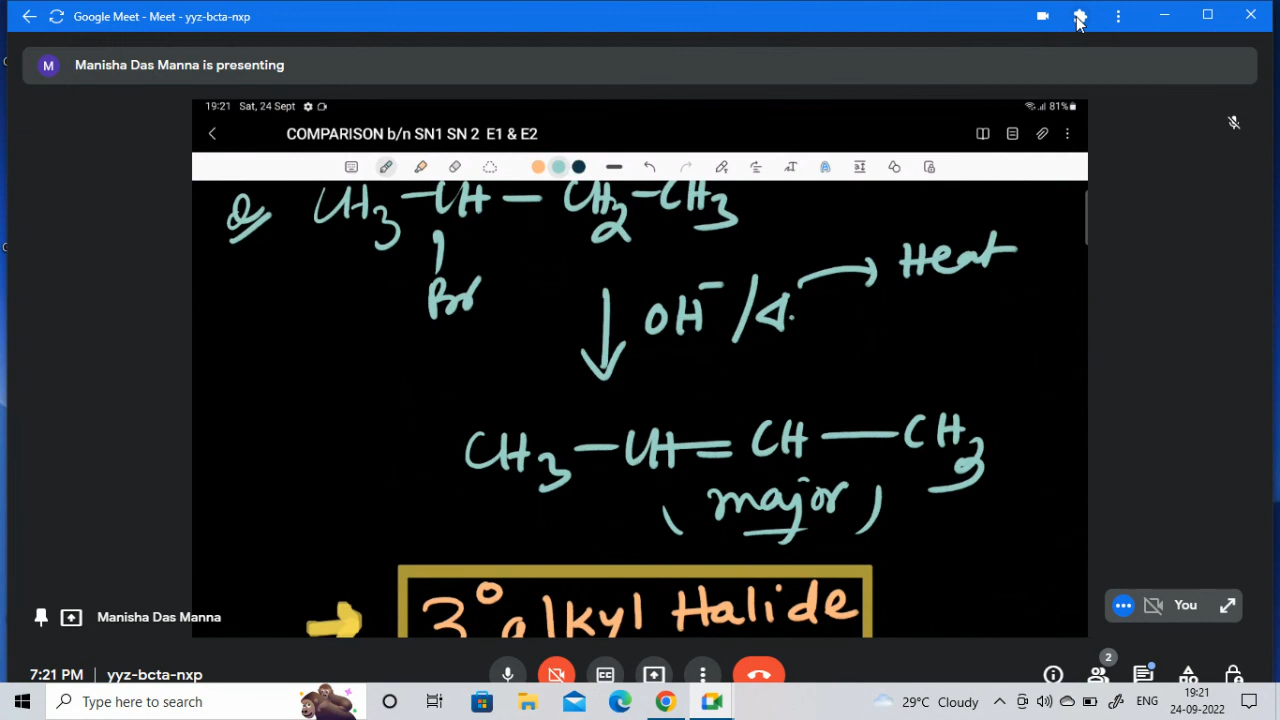 Google Meet - Meet - yyz-bcta-nxp
M Manisha Das Manna is presenting
19:21 Sat, 24 Sept 81%
COMPARISON b/n SN1 SN 2 E1 & E2
Q CH3 — CH — CH2 — CH3
Br
OH⁻ / Δ → Heat
CH3 — CH = CH — CH3
(major)
3° alkyl Halide
Manisha Das Manna
You
7:21 PM | yyz-bcta-nxp
2
Type here to search
29°C Cloudy
ENG
19:21
24-09-2022